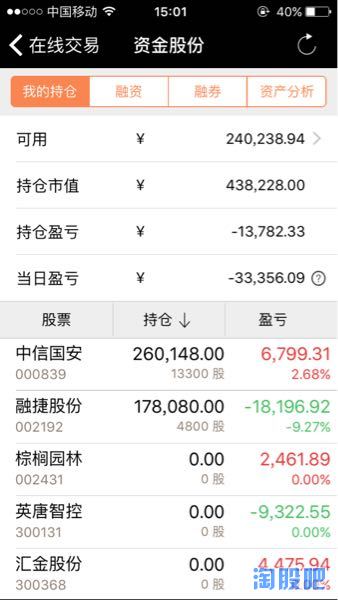 中国移动 15:01 40%
在线交易 资金股份
我的持仓 融资 融券 资产分析
可用 ¥ 240,238.94
持仓市值 ¥ 438,228.00
持仓盈亏 ¥ -13,782.33
当日盈亏 ¥ -33,356.09 ?
股票 持仓↓ 盈亏
中信国安 260,148.00 6,799.31
000839 13300 股 2.68%
融捷股份 178,080.00 -18,196.92
002192 4800 股 -9.27%
棕榈园林 0.00 2,461.89
002431 0 股 0.00%
英唐智控 0.00 -9,322.55
300131 0 股 0.00%
汇金股份 0.00 4,475.94
300368 0 股 0.00%
淘股吧